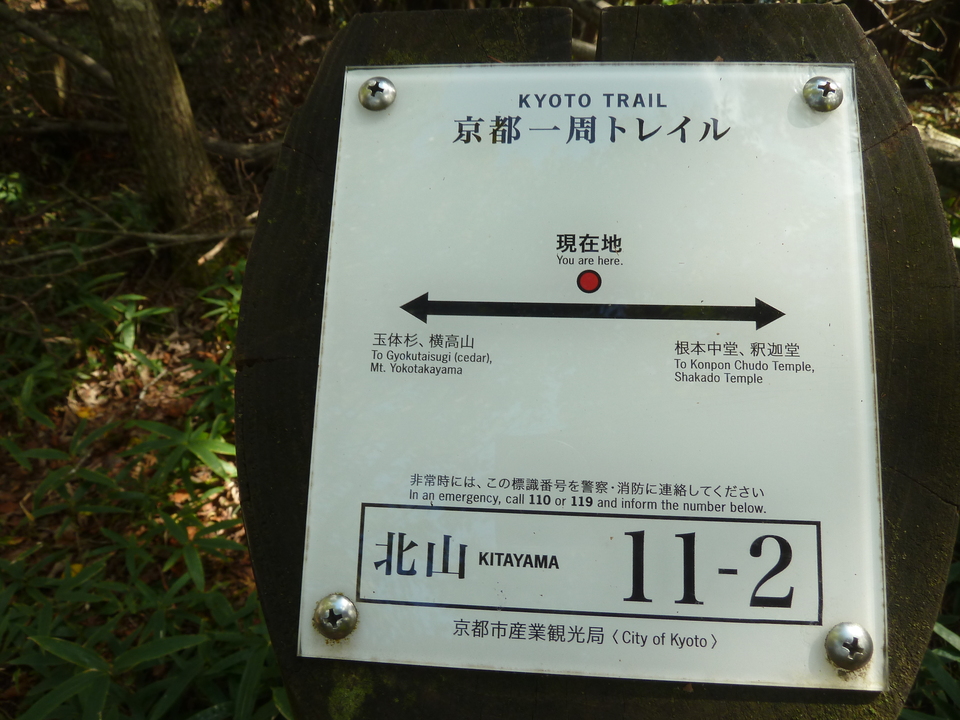 KYOTO TRAIL
京都一周トレイル
現在地
You are here.
玉体杉、横高山
To Gyokutaisugi (cedar),
Mt. Yokotakayama
根本中堂、釈迦堂
To Konpon Chudo Temple,
Shakado Temple
非常時には、この標識番号を警察・消防に連絡してください
In an emergency, call 110 or 119 and inform the number below.
北山 KITAYAMA 11-2
京都市産業観光局〈City of Kyoto〉